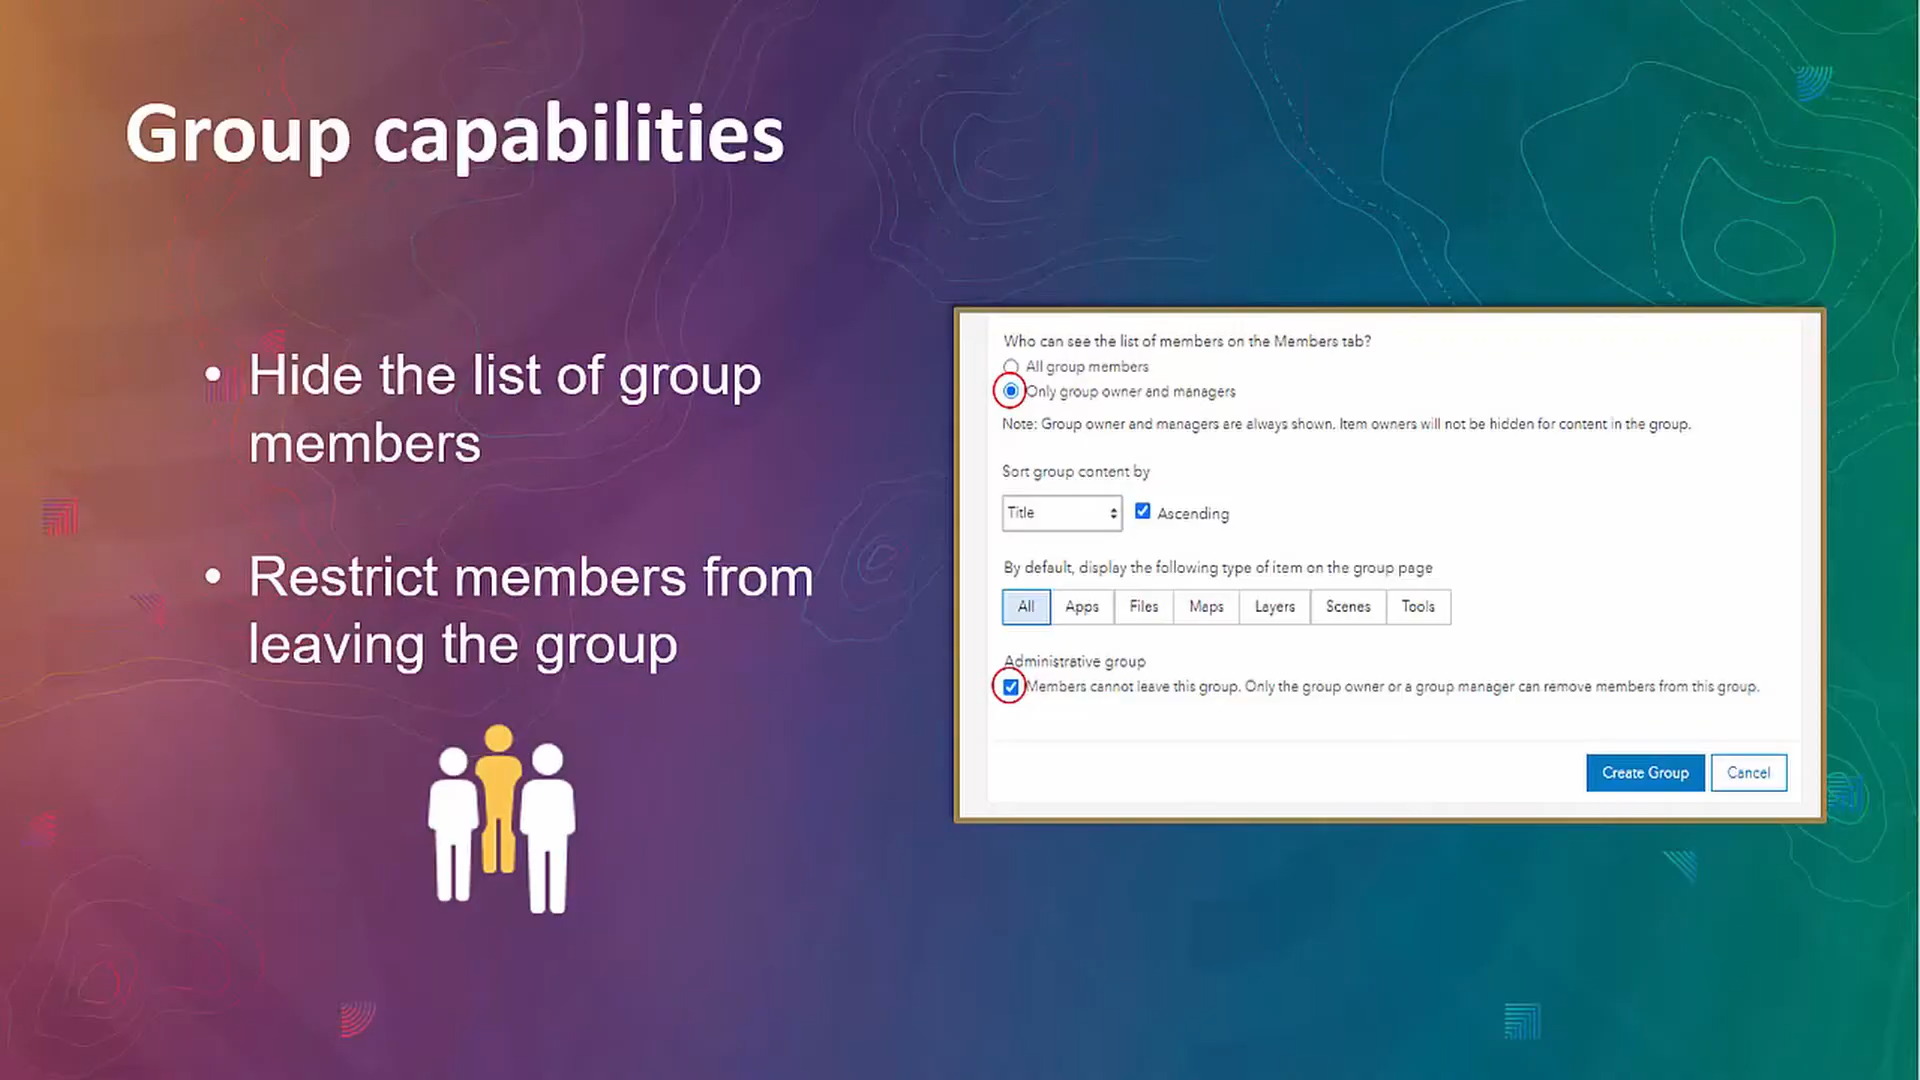 Group capabilities
• Hide the list of group
members
• Restrict members from
leaving the group
Who can see the list of members on the Members tab?
All group members
Only group owner and managers
Note: Group owner and managers are always shown. Item owners will not be hidden for content in the group.
Sort group content by
Title Ascending
By default, display the following type of item on the group page
All Apps Files Maps Layers Scenes Tools
Administrative group
Members cannot leave this group. Only the group owner or a group manager can remove members from this group.
Create Group Cancel